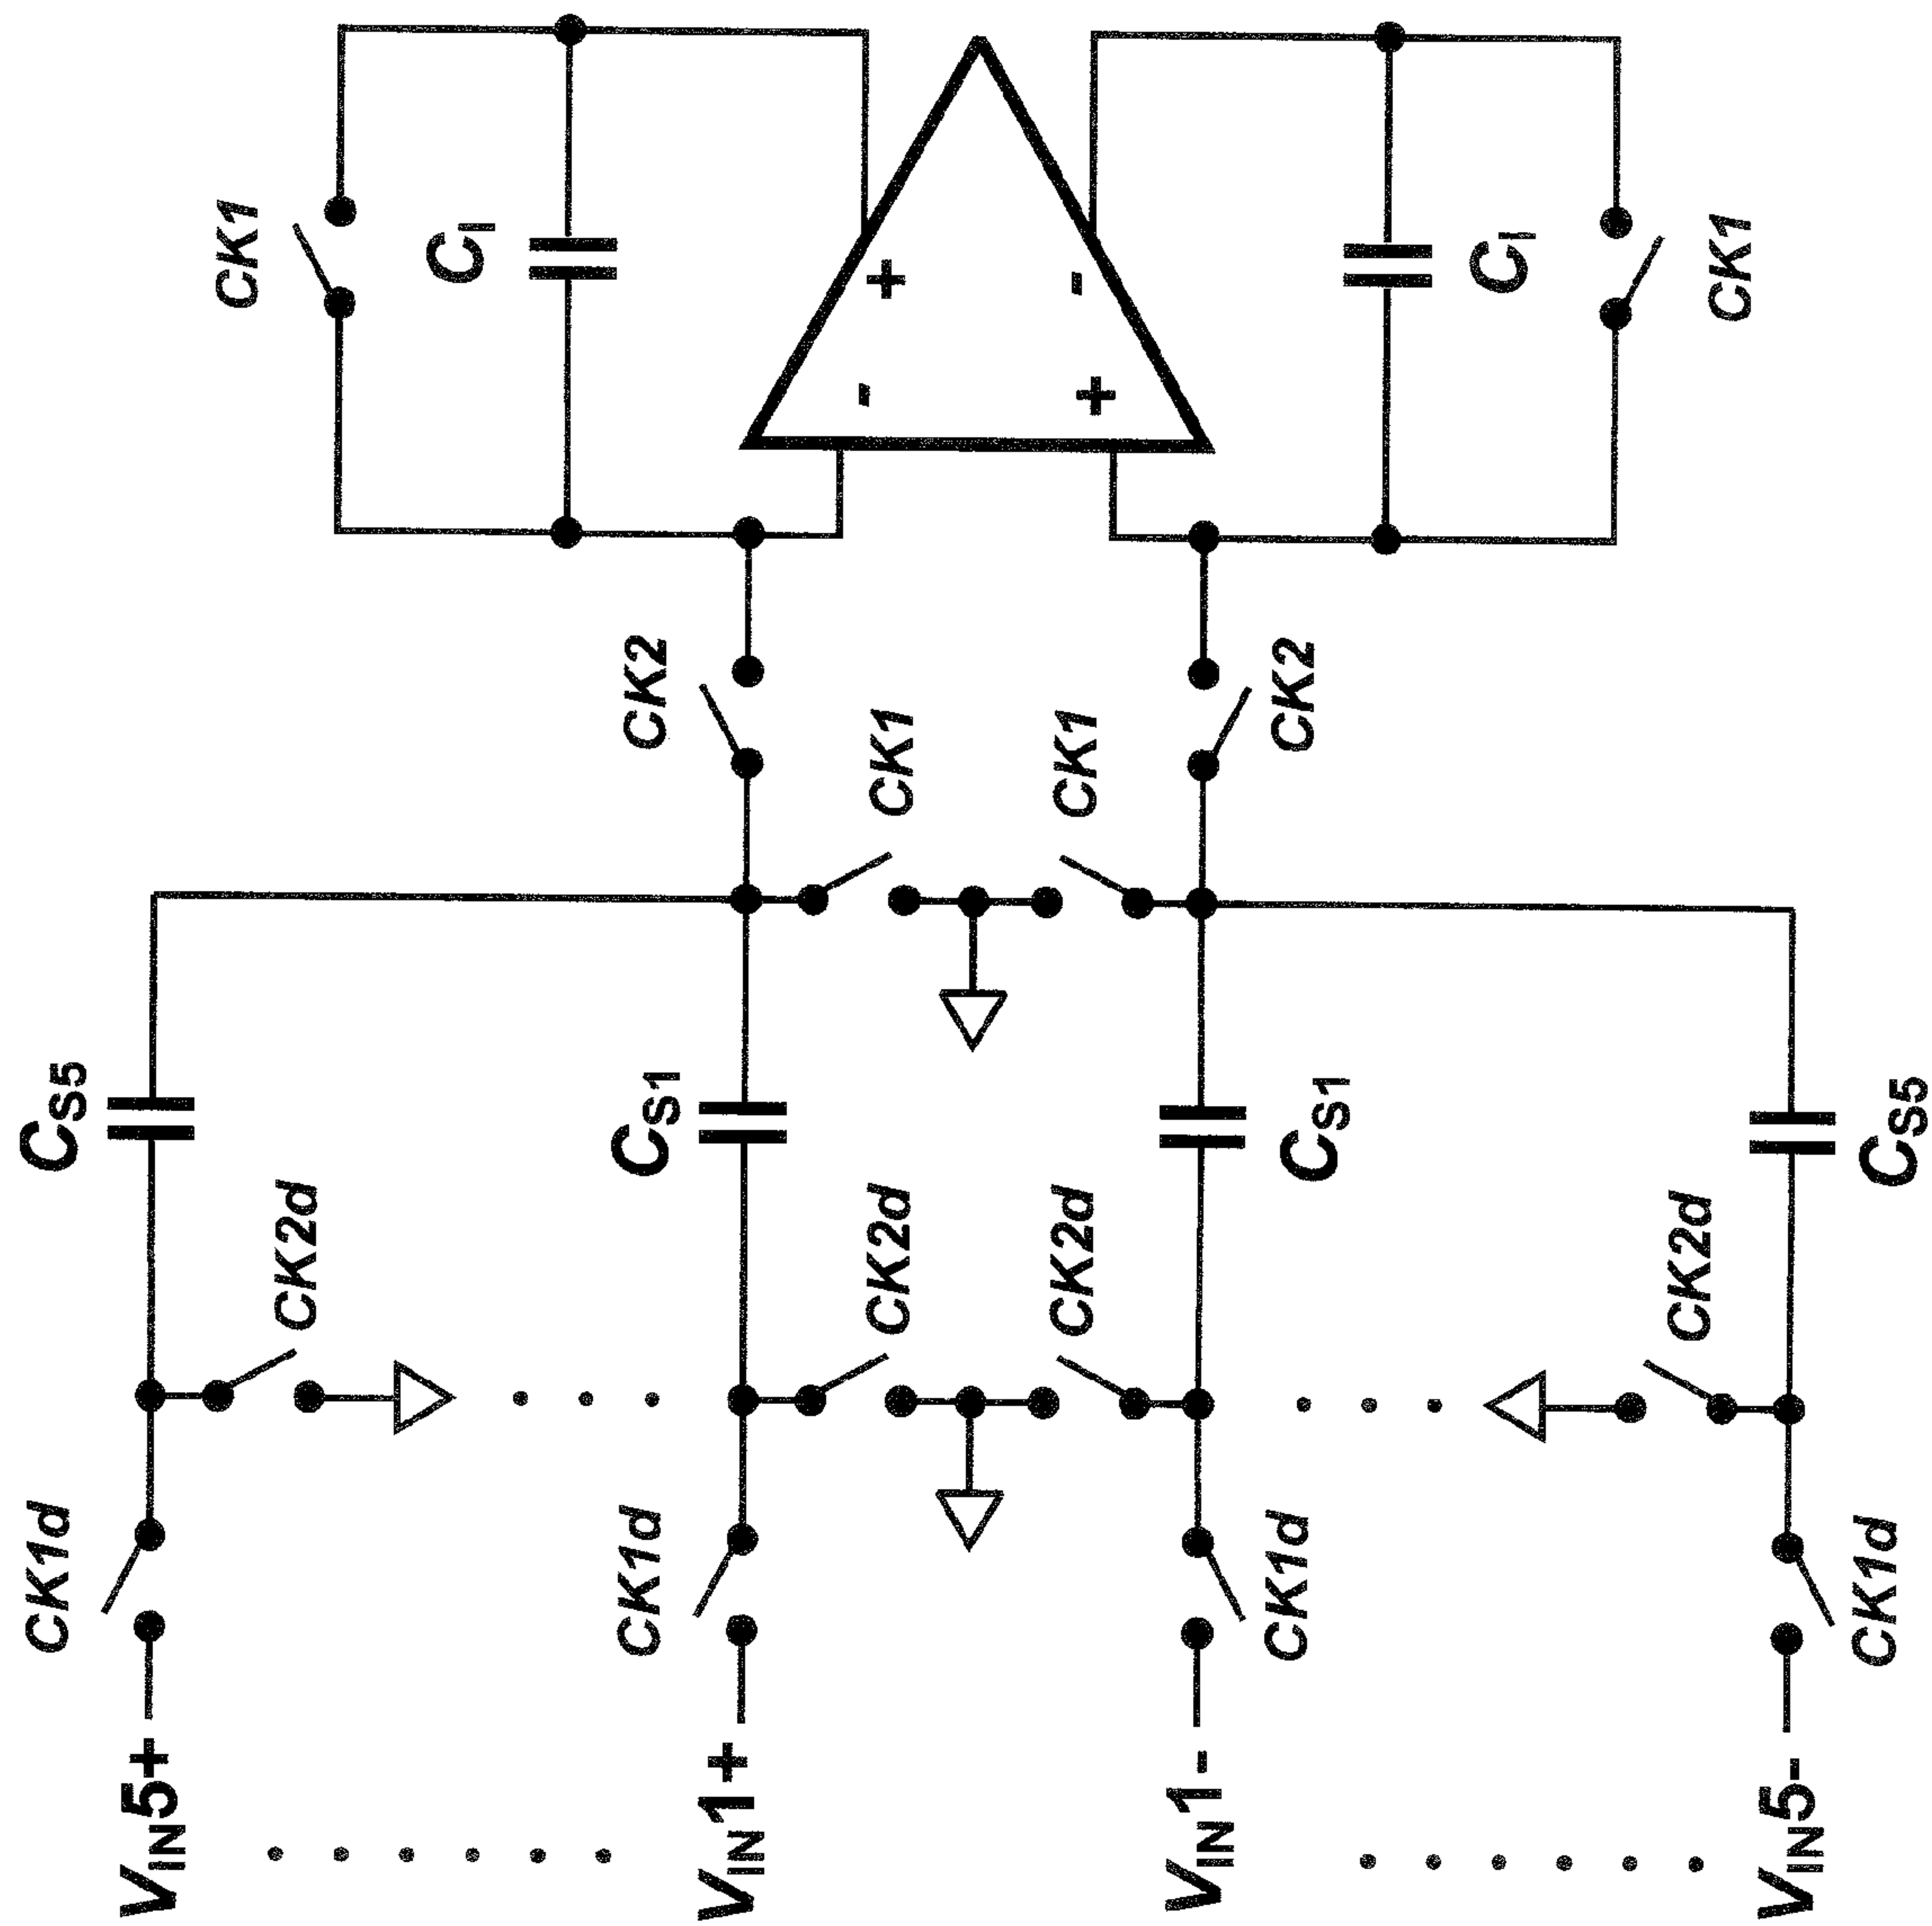 V_IN5+
CK1d
CK2d
C_S5
V_IN1+
CK1d
CK2d
C_S1
CK1
CK2
CK1
C_I
-
+
+
-
V_IN1-
CK1d
CK2d
C_S1
CK1
CK2
C_I
CK1
V_IN5-
CK1d
CK2d
C_S5